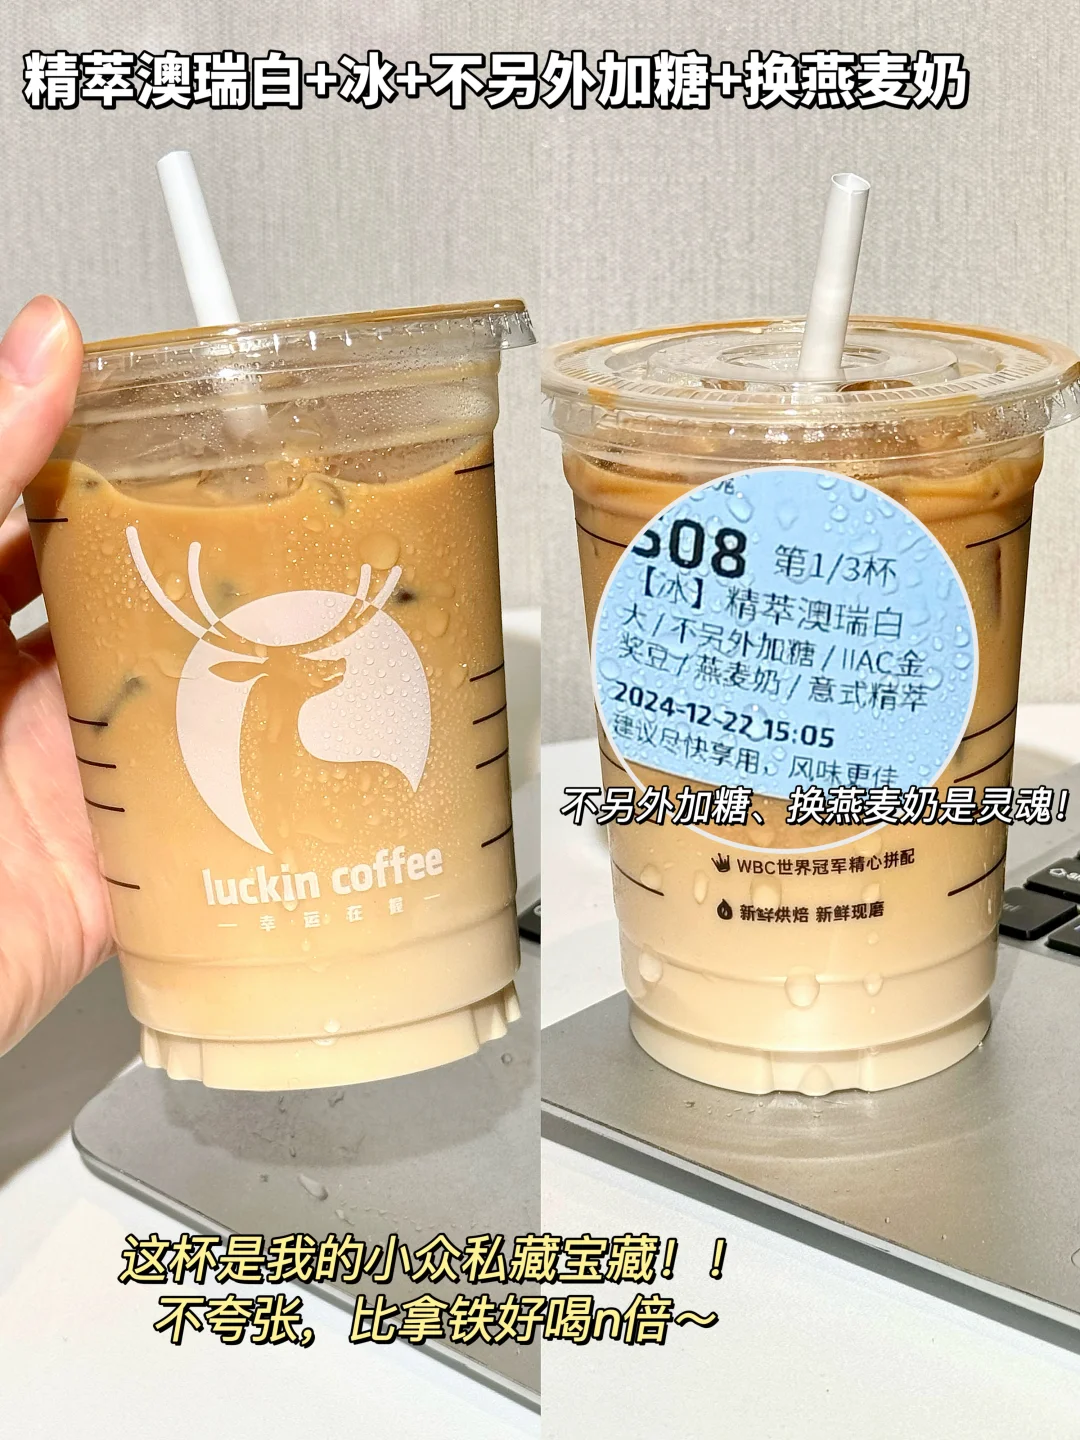 精萃澳瑞白+冰+不另外加糖+换燕麦奶
luckin coffee
幸运在握
508 第1/3杯
【冰】精萃澳瑞白
大/不另外加糖/IIAC金
奖豆/燕麦奶/意式精萃
2024-12-22 15:05
建议尽快享用，风味更佳
不另外加糖、换燕麦奶是灵魂！
WBC世界冠军精心拼配
新鲜烘焙 新鲜现磨
这杯是我的小众私藏宝藏！！
不夸张，比拿铁好喝n倍～